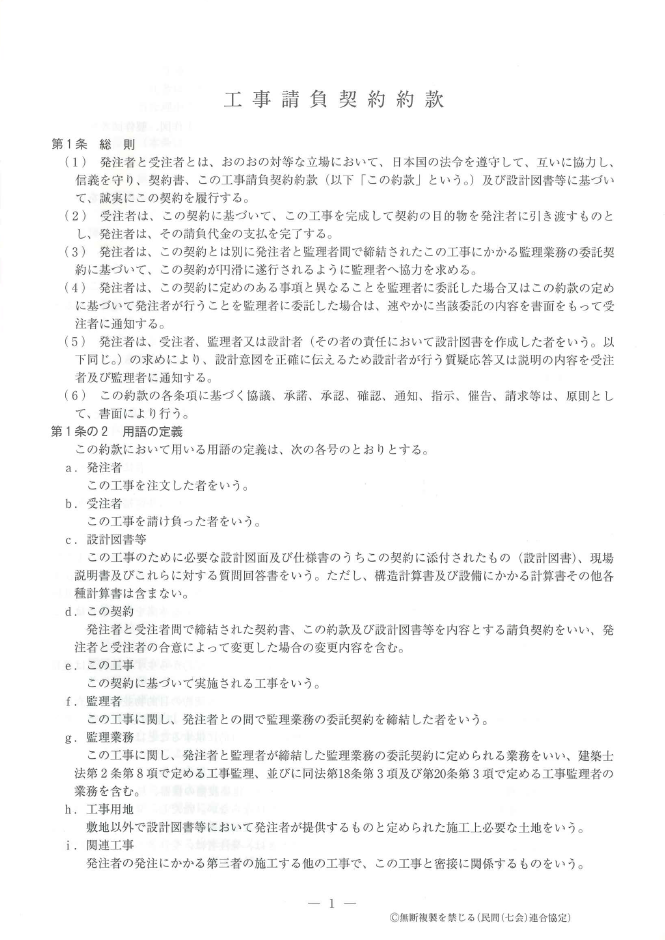 工事請負契約約款
第1条 総則
(1) 発注者と受注者とは、おのおの対等な立場において、日本国の法令を遵守して、互いに協力し、
信義を守り、契約書、この工事請負契約約款(以下「この約款」という。)及び設計図書等に基づい
て、誠実にこの契約を履行する。
(2) 受注者は、この契約に基づいて、この工事を完成して契約の目的物を発注者に引き渡すものと
し、発注者は、その請負代金の支払を完了する。
(3) 発注者は、この契約とは別に発注者と監理者間で締結されたこの工事にかかる監理業務の委託契
約に基づいて、この契約が円滑に遂行されるように監理者へ協力を求める。
(4) 発注者は、この契約に定めのある事項と異なることを監理者に委託した場合又はこの約款の定め
に基づいて発注者が行うことを監理者に委託した場合は、速やかに当該委託の内容を書面をもって受
注者に通知する。
(5) 発注者は、受注者、監理者又は設計者(その者の責任において設計図書を作成した者をいう。以
下同じ。)の求めにより、設計意図を正確に伝えるため設計者が行う質疑応答又は説明の内容を受注
者及び監理者に通知する。
(6) この約款の各条項に基づく協議、承諾、承認、確認、通知、指示、催告、請求等は、原則とし
て、書面により行う。
第1条の2 用語の定義
この約款において用いる用語の定義は、次の各号のとおりとする。
a.発注者
この工事を注文した者をいう。
b.受注者
この工事を請け負った者をいう。
c.設計図書等
この工事のために必要な設計図面及び仕様書のうちこの契約に添付されたもの(設計図書)、現場
説明書及びこれらに対する質問回答書をいう。ただし、構造計算書及び設備にかかる計算書その他各
種計算書は含まない。
d.この契約
発注者と受注者間で締結された契約書、この約款及び設計図書等を内容とする請負契約をいい、発
注者と受注者の合意によって変更した場合の変更内容を含む。
e.この工事
この契約に基づいて実施される工事をいう。
f.監理者
この工事に関し、発注者との間で監理業務の委託契約を締結した者をいう。
g.監理業務
この工事に関し、発注者と監理者が締結した監理業務の委託契約に定められる業務をいい、建築士
法第2条第8項で定める工事監理、並びに同法第18条第3項及び第20条第3項で定める工事監理者の
業務を含む。
h.工事用地
敷地以外で設計図書等において発注者が提供するものと定められた施工上必要な土地をいう。
i.関連工事
発注者の発注にかかる第三者の施工する他の工事で、この工事と密接に関係するものをいう。
— 1 —
©無断複製を禁じる(民間(七会)連合協定)